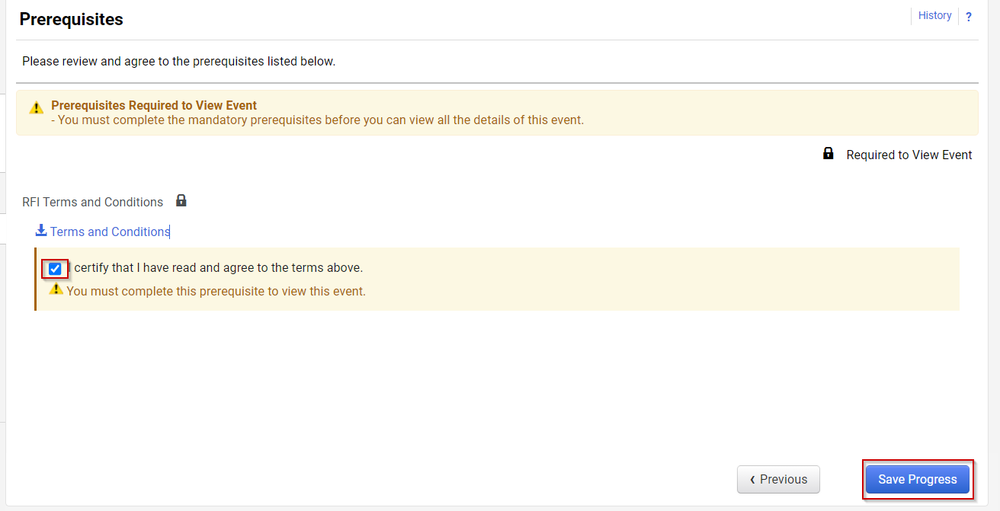 Prerequisites
History
?
Please review and agree to the prerequisites listed below.
Prerequisites Required to View Event
- You must complete the mandatory prerequisites before you can view all the details of this event.
Required to View Event
RFI Terms and Conditions
Terms and Conditions
I certify that I have read and agree to the terms above.
You must complete this prerequisite to view this event.
‹ Previous
Save Progress